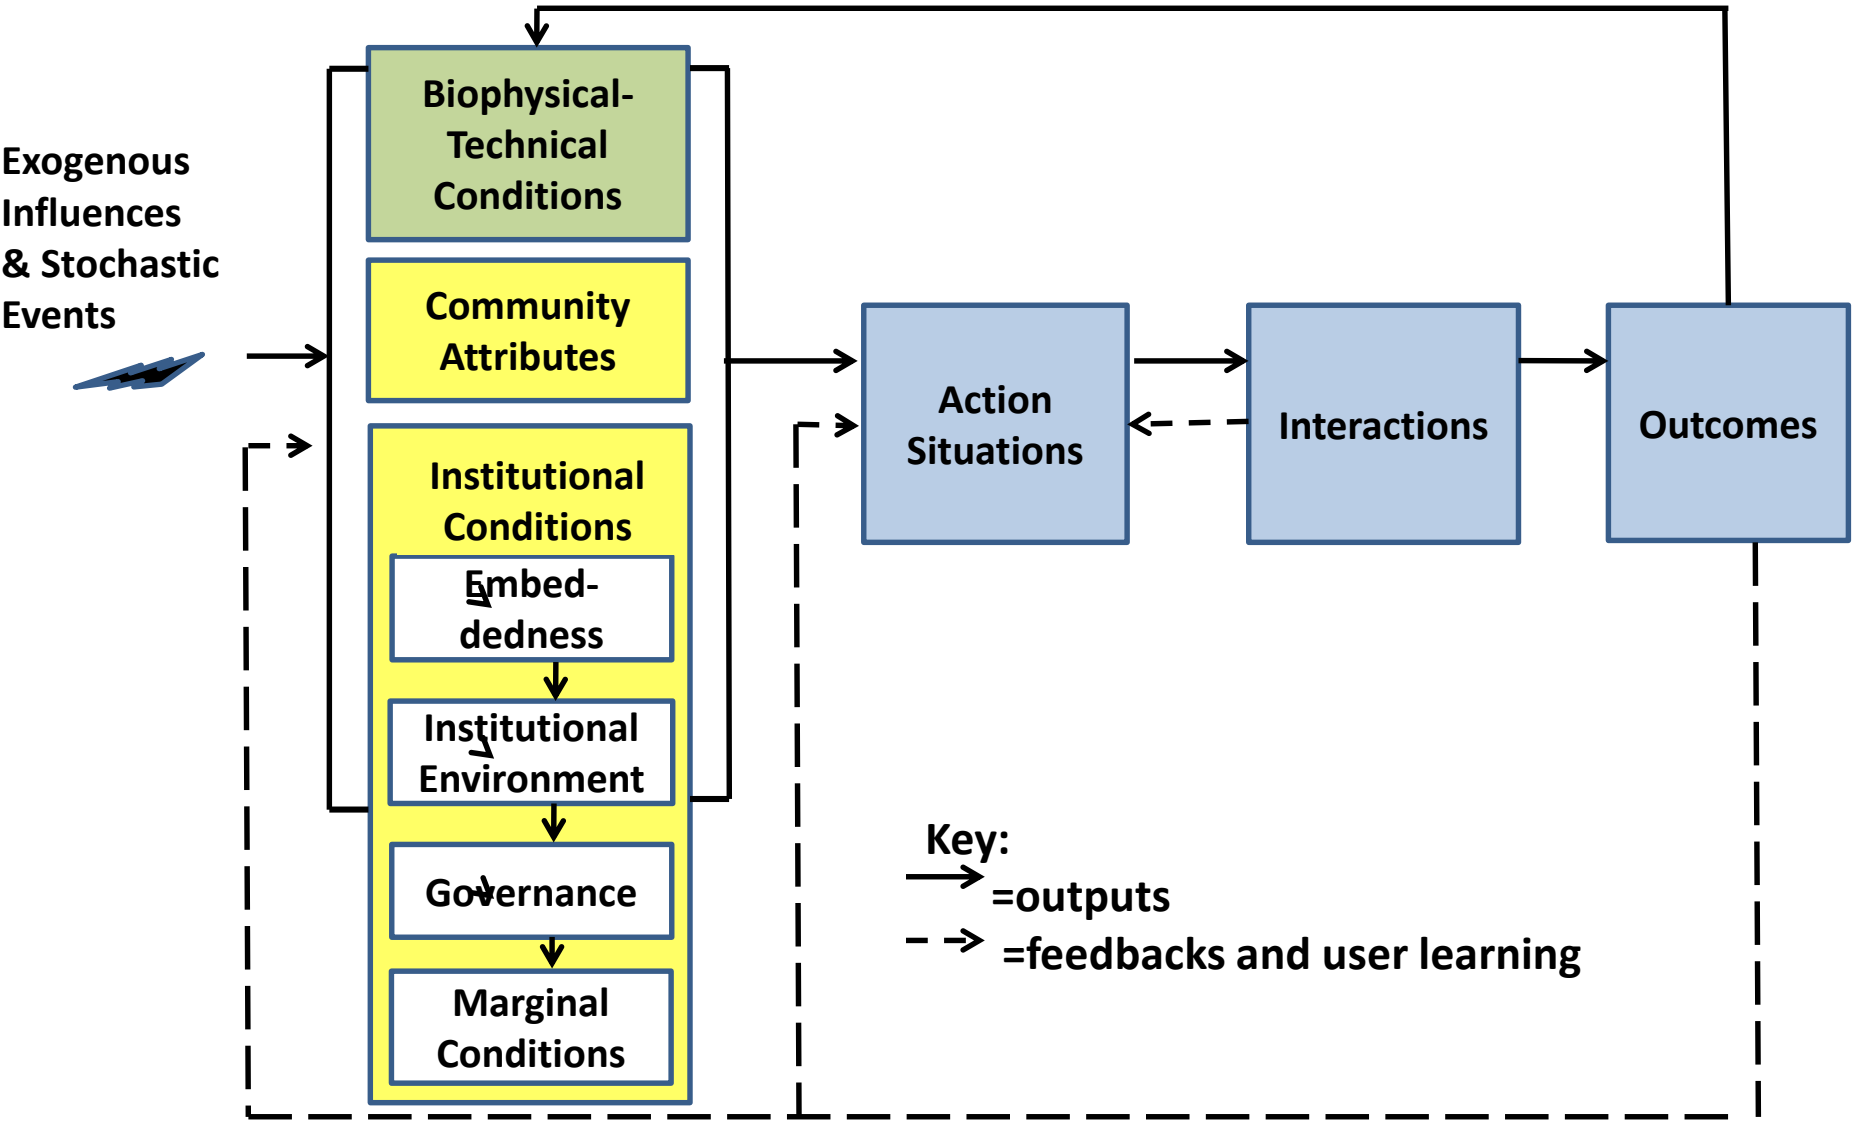 Exogenous
Influences
& Stochastic
Events
Biophysical-
Technical
Conditions
Community
Attributes
Institutional
Conditions
Embed-
dedness
Institutional
Environment
Governance
Marginal
Conditions
Action
Situations
Interactions
Outcomes
Key:
=outputs
=feedbacks and user learning